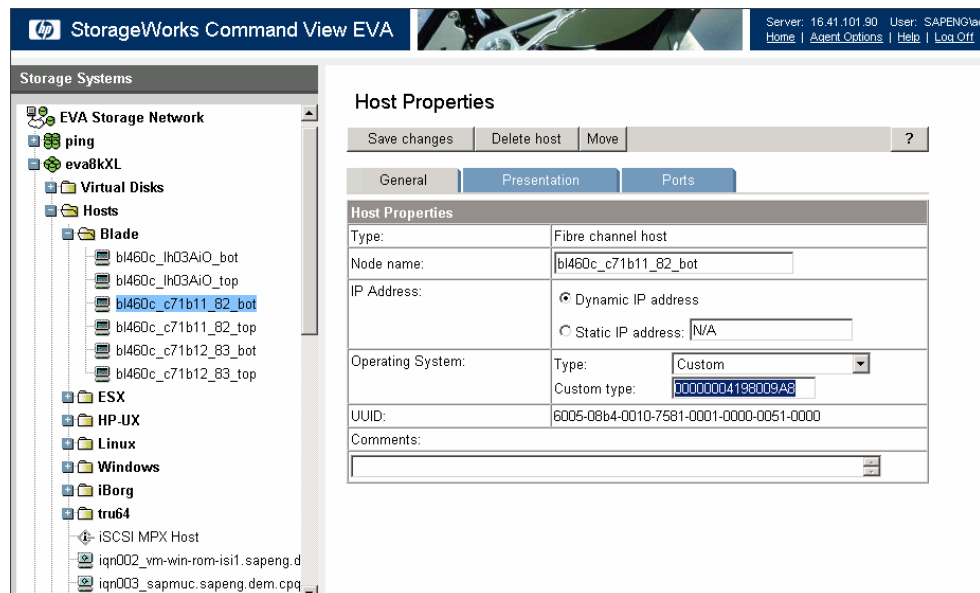 hp StorageWorks Command View EVA
Server: 16.41.101.90 User: SAPENG\a
Home | Agent Options | Help | Log Off
Storage Systems
EVA Storage Network
ping
eva8kXL
Virtual Disks
Hosts
Blade
bl460c_lh03AiO_bot
bl460c_lh03AiO_top
bl460c_c71b11_82_bot
bl460c_c71b11_82_top
bl460c_c71b12_83_bot
bl460c_c71b12_83_top
ESX
HP-UX
Linux
Windows
iBorg
tru64
iSCSI MPX Host
iqn002_vm-win-rom-isi1.sapeng.d
iqn003_sapmuc.sapeng.dem.cpq
Host Properties
Save changes Delete host Move ?
General Presentation Ports
Host Properties
Type: Fibre channel host
Node name: bl460c_c71b11_82_bot
IP Address: Dynamic IP address
Static IP address: N/A
Operating System: Type: Custom
Custom type: 00000004198009A8
UUID: 6005-08b4-0010-7581-0001-0000-0051-0000
Comments: